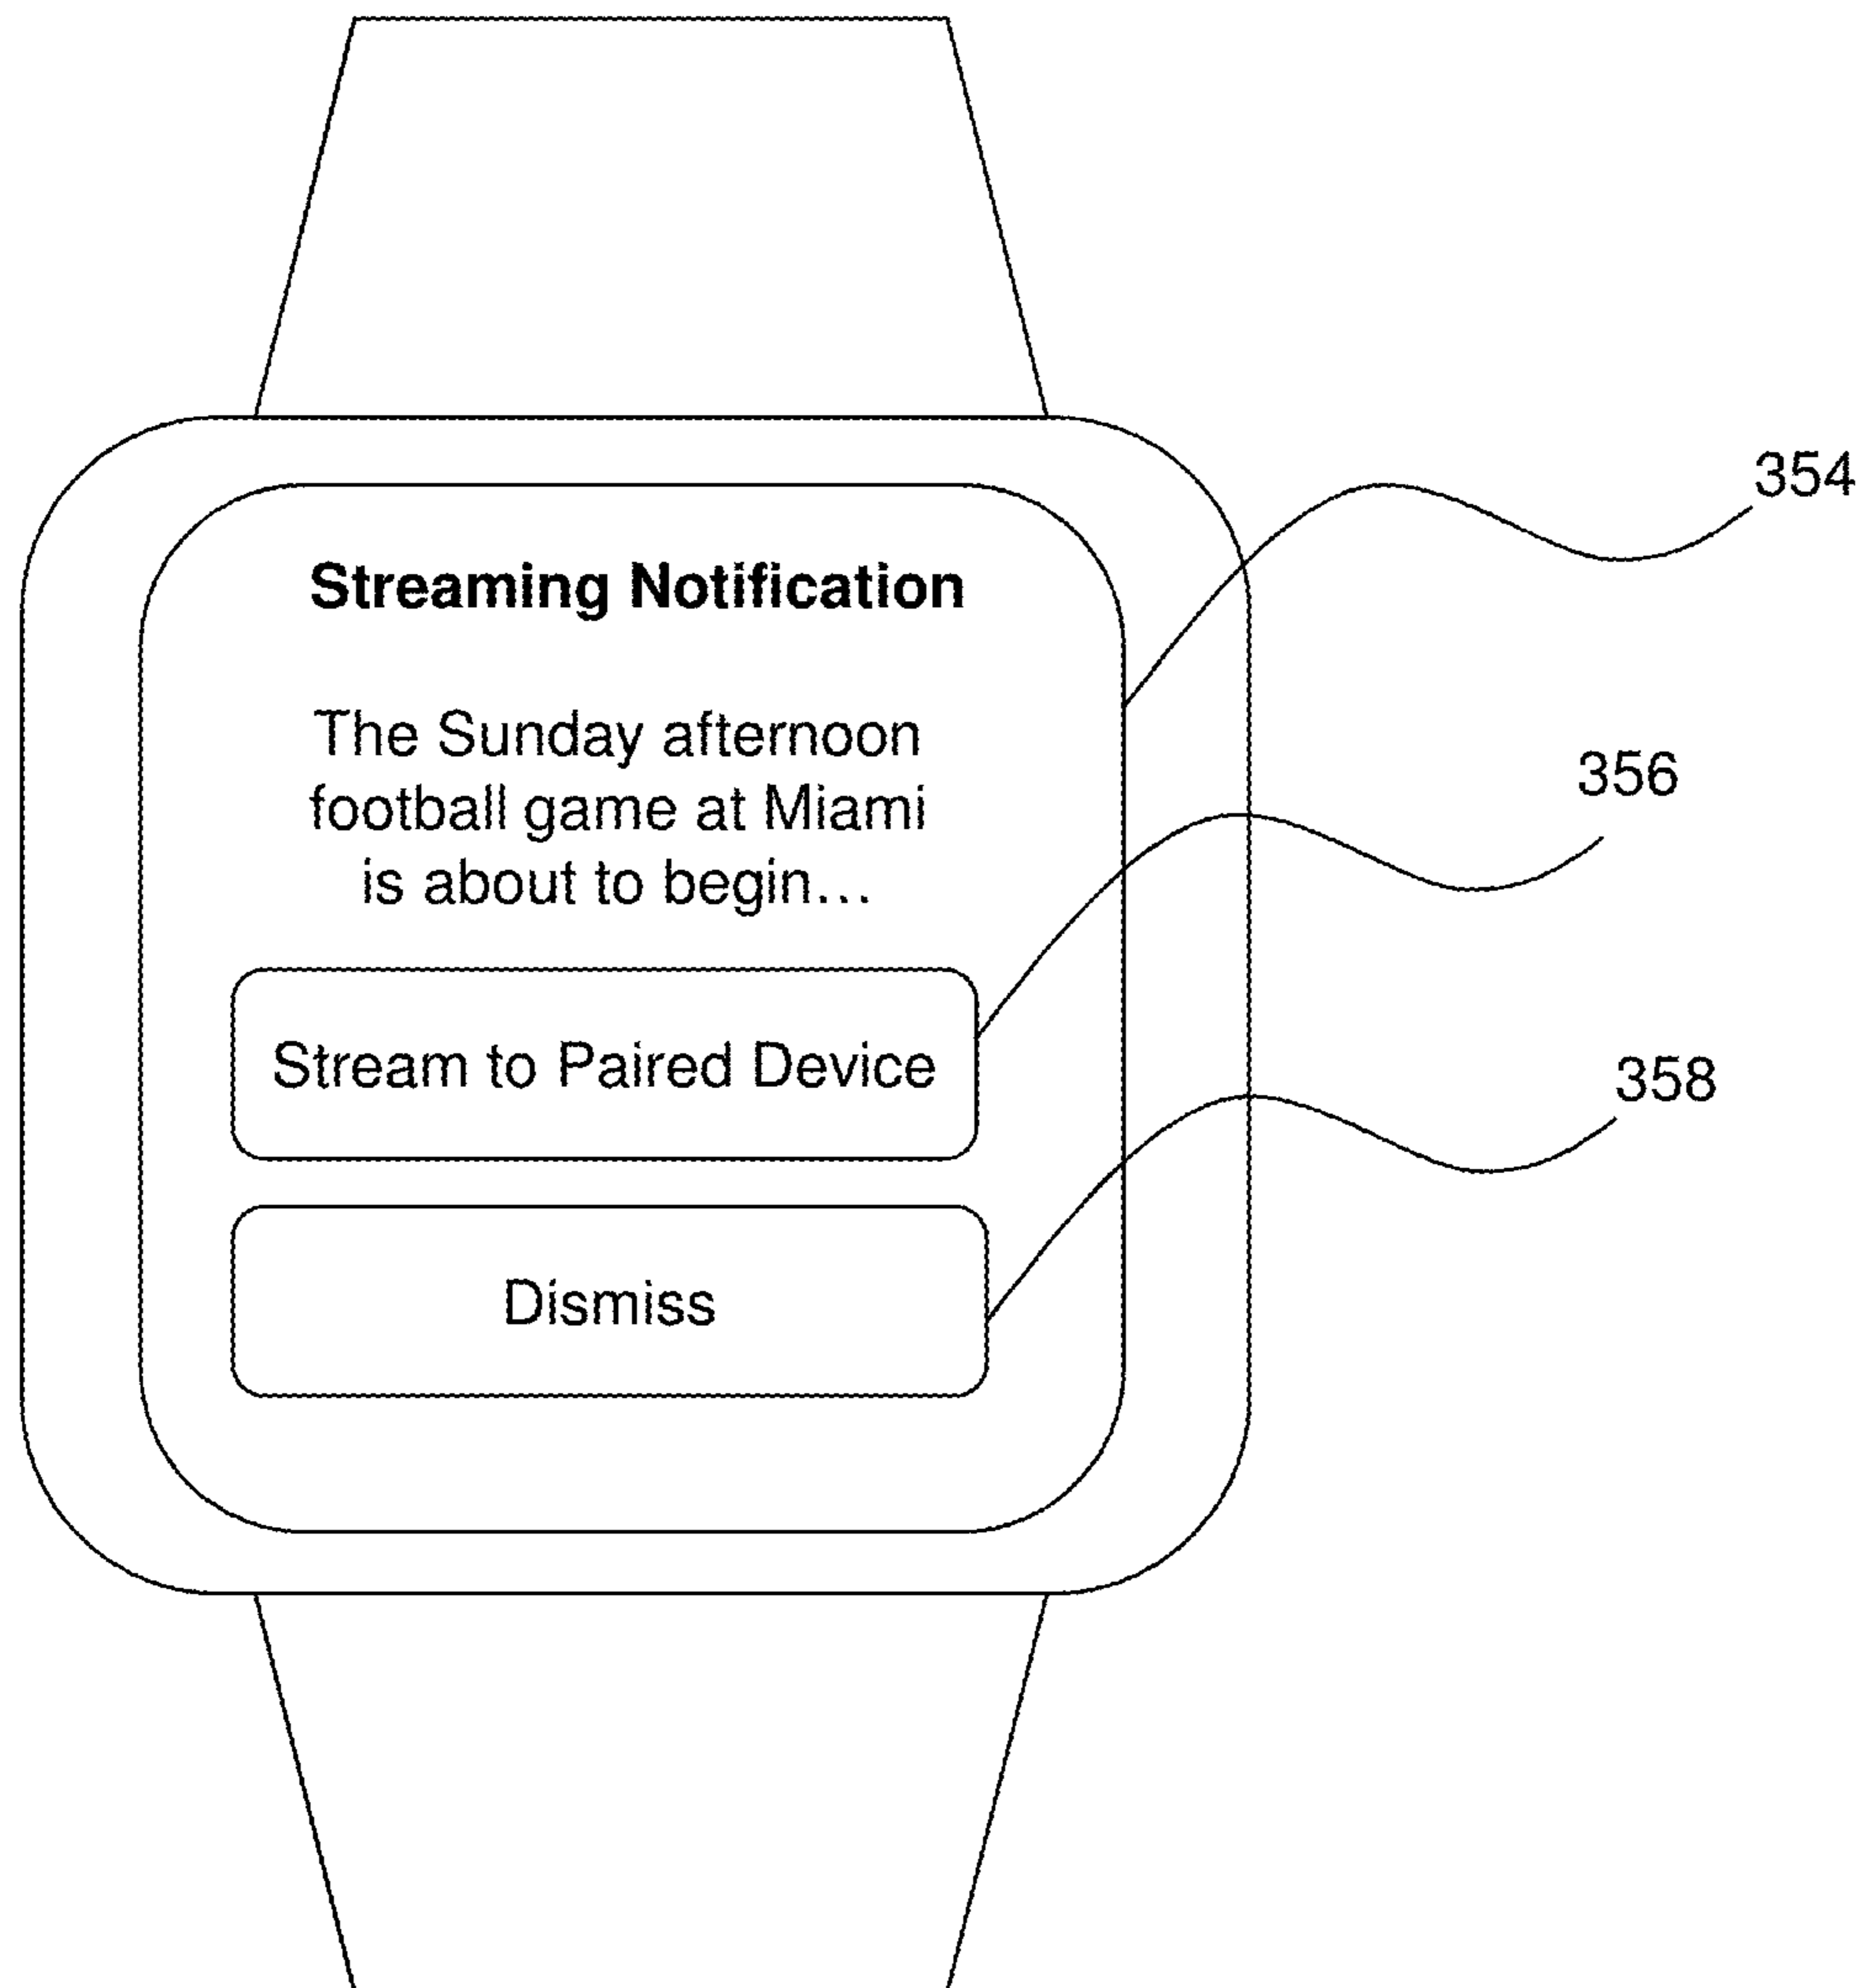 354
Streaming Notification
The Sunday afternoon
football game at Miami
is about to begin...
356
Stream to Paired Device
358
Dismiss